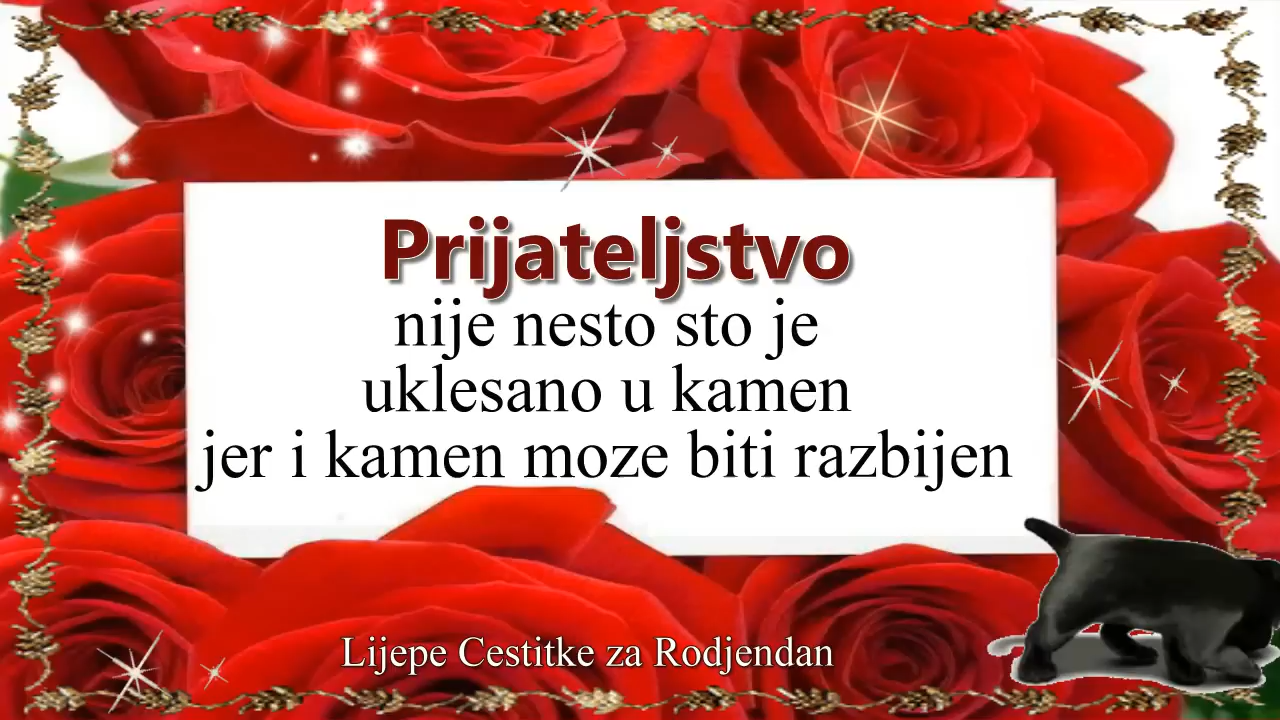 Prijateljstvo
nije nesto sto je
uklesano u kamen
jer i kamen moze biti razbijen
Lijepe Cestitke za Rodjendan